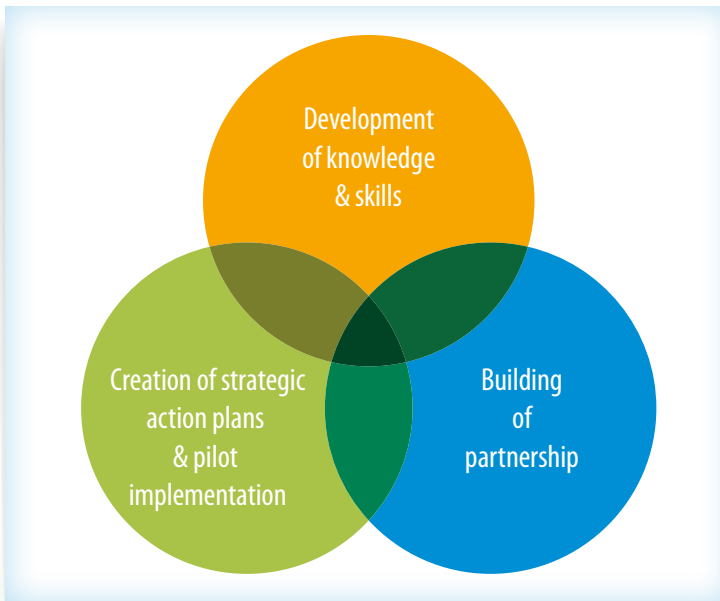 Development
of knowledge
& skills
Creation of strategic
action plans
& pilot
implementation
Building
of
partnership